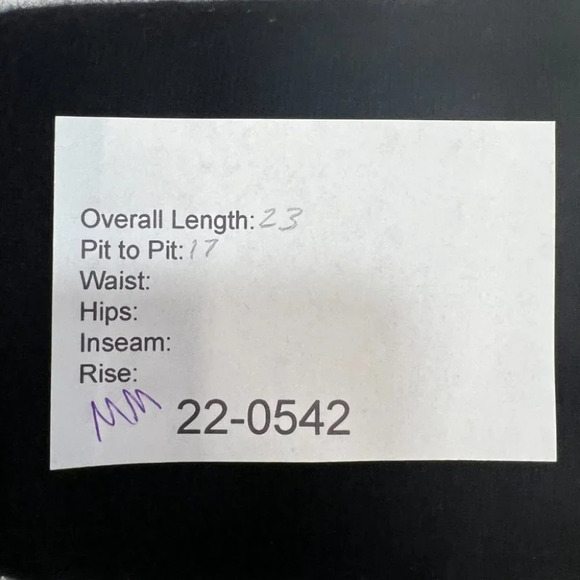 Overall Length: 23
Pit to Pit: 17
Waist:
Hips:
Inseam:
Rise:
MM 22-0542